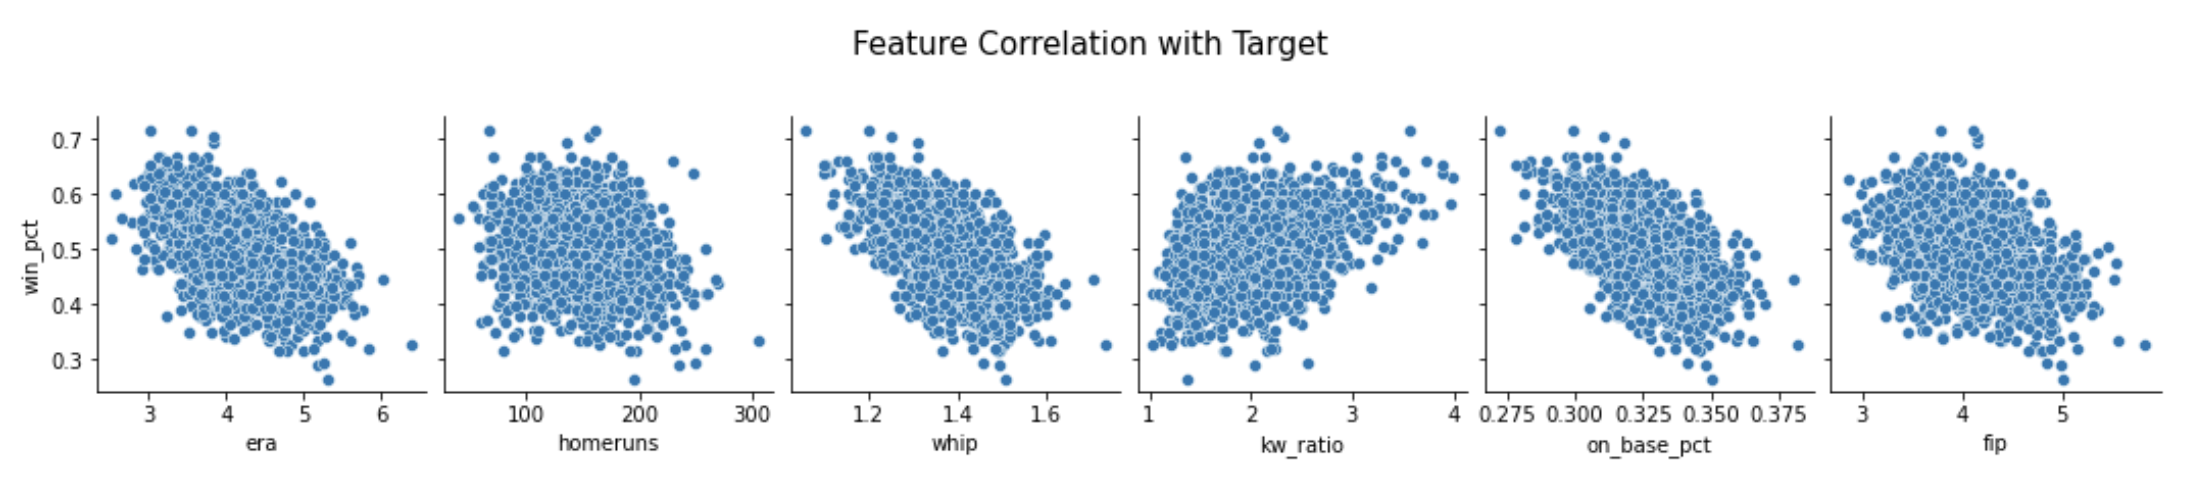 Feature Correlation with Target
win_pct
0.7
0.6
0.5
0.4
0.3
3 4 5 6
era
100 200 300
homeruns
1.2 1.4 1.6
whip
1 2 3 4
kw_ratio
0.275 0.300 0.325 0.350 0.375
on_base_pct
3 4 5
fip